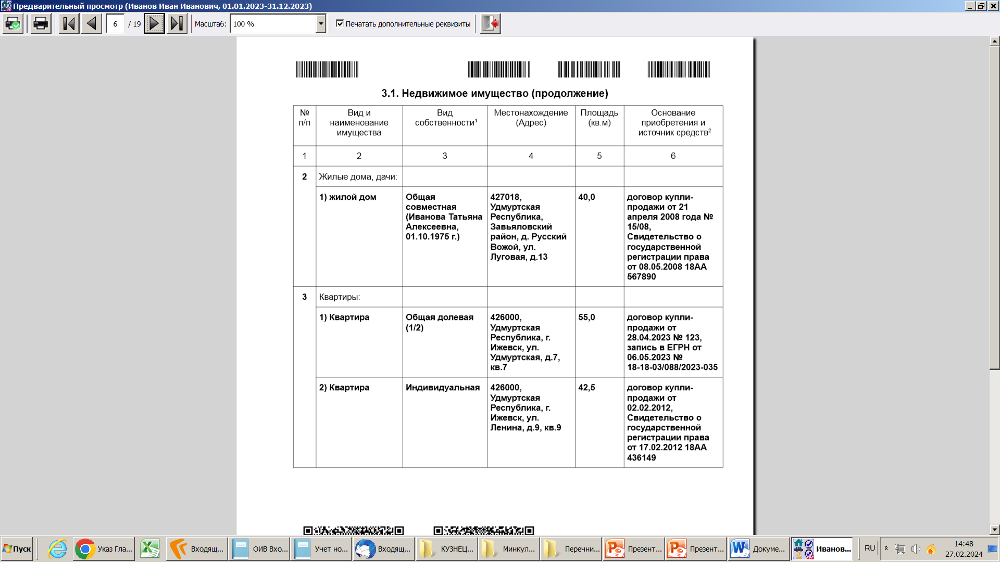 Предварительный просмотр (Иванов Иван Иванович, 01.01.2023-31.12.2023)
6 / 19 Масштаб: 100 % Печатать дополнительные реквизиты
3.1. Недвижимое имущество (продолжение)
№
п/п
Вид и
наименование
имущества
Вид
собственности¹
Местонахождение
(Адрес)
Площадь
(кв.м)
Основание
приобретения и
источник средств²
1 2 3 4 5 6
2 Жилые дома, дачи:
1) жилой дом
Общая
совместная
(Иванова Татьяна
Алексеевна,
01.10.1975 г.)
427018,
Удмуртская
Республика,
Завьяловский
район, д. Русский
Вожой, ул.
Луговая, д.13
40,0
договор купли-
продажи от 21
апреля 2008 года №
15/08,
Свидетельство о
государственной
регистрации права
от 08.05.2008 18АА
567890
3 Квартиры:
1) Квартира
Общая долевая
(1/2)
426000,
Удмуртская
Республика, г.
Ижевск, ул.
Удмуртская, д.7,
кв.7
55,0
договор купли-
продажи от
28.04.2023 № 123,
запись в ЕГРН от
06.05.2023 №
18-18-03/088/2023-035
2) Квартира
Индивидуальная
426000,
Удмуртская
Республика, г.
Ижевск, ул.
Ленина, д.9, кв.9
42,5
договор купли-
продажи от
02.02.2012,
Свидетельство о
государственной
регистрации права
от 17.02.2012 18АА
436149
Пуск Указ Гла... Входящ... ОИВ Вхо... Учет но... Входящ... КУЗНЕЦ... Минкул... Перечни... Презент... Презент... Докуме... Иванов... RU 14:48
27.02.2024